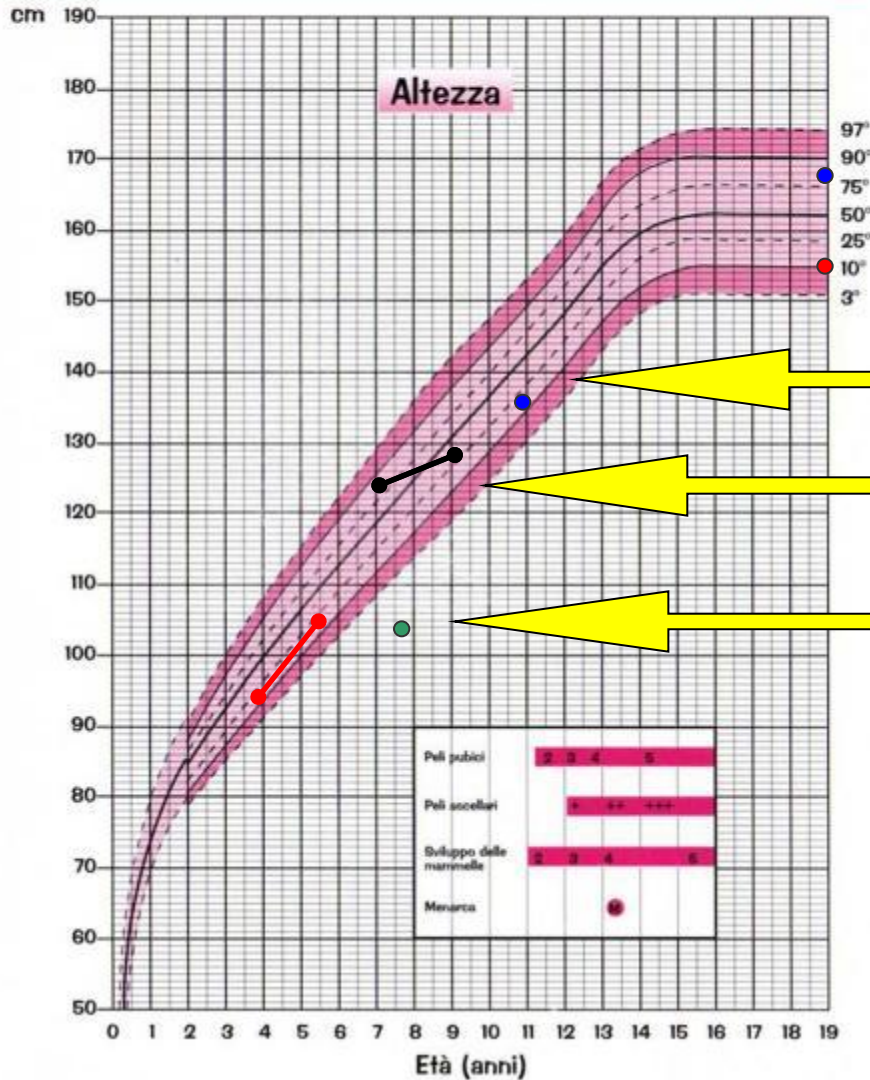 cm
190
180
170
160
150
140
130
120
110
100
90
80
70
60
50
Altezza
97°
90°
75°
50°
25°
10°
3°
Peli pubici
2 3 4 5
Peli ascellari
+ ++ +++
Sviluppo delle
mammelle
2 3 4 5
Menarca
M
0 1 2 3 4 5 6 7 8 9 10 11 12 13 14 15 16 17 18 19
Età (anni)